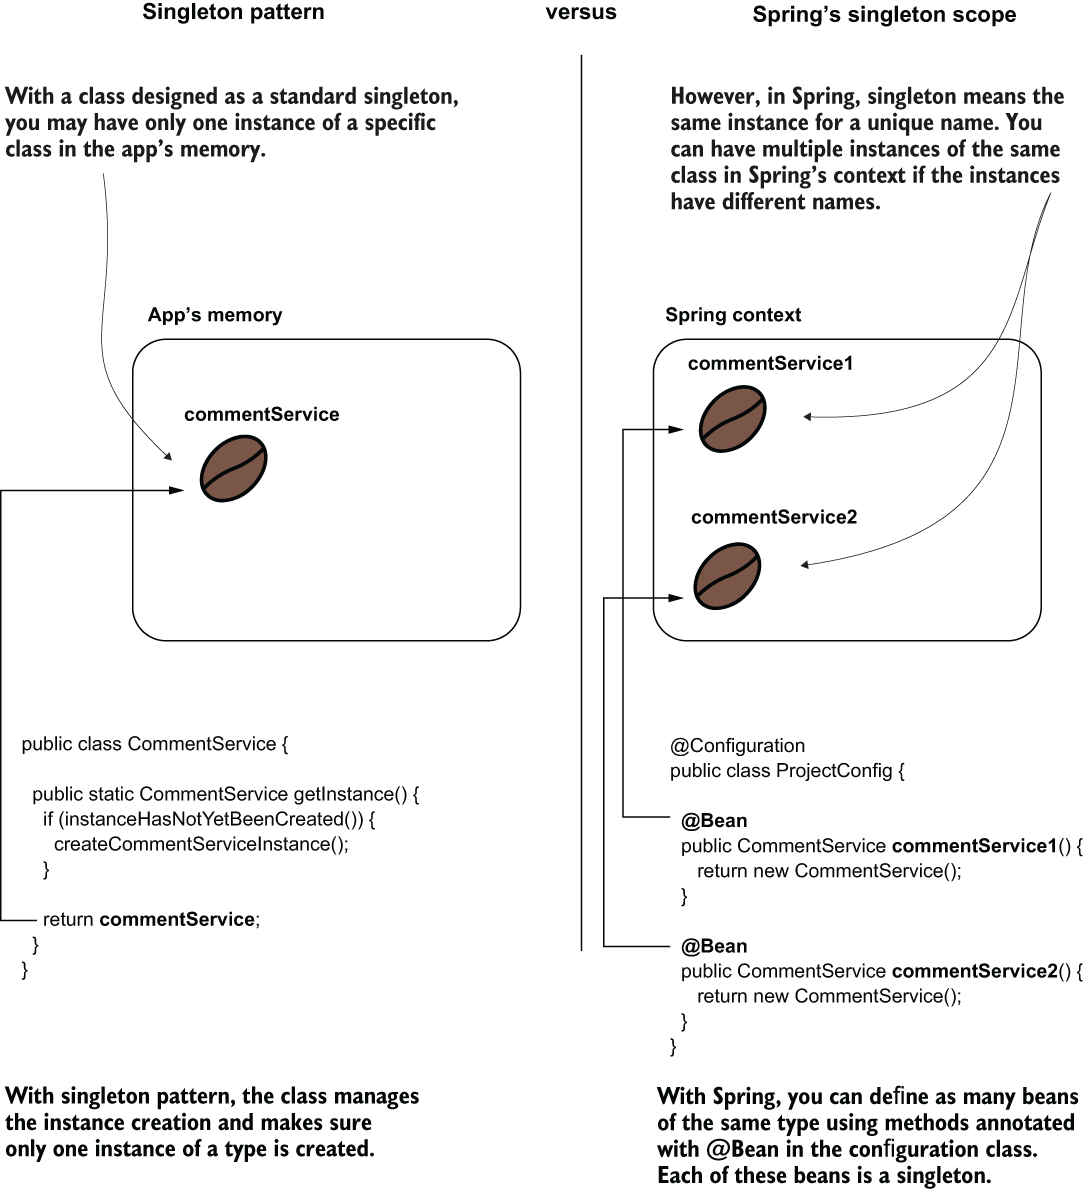 Singleton pattern versus Spring’s singleton scope
With a class designed as a standard singleton,
you may have only one instance of a specific
class in the app’s memory.
However, in Spring, singleton means the
same instance for a unique name. You
can have multiple instances of the same
class in Spring’s context if the instances
have different names.
App’s memory
commentService
Spring context
commentService1
commentService2
public class CommentService {
public static CommentService getInstance() {
if (instanceHasNotYetBeenCreated()) {
createCommentServiceInstance();
}
return commentService;
}
}
@Configuration
public class ProjectConfig {
@Bean
public CommentService commentService1() {
return new CommentService();
}
@Bean
public CommentService commentService2() {
return new CommentService();
}
}
With singleton pattern, the class manages
the instance creation and makes sure
only one instance of a type is created.
With Spring, you can define as many beans
of the same type using methods annotated
with @Bean in the configuration class.
Each of these beans is a singleton.